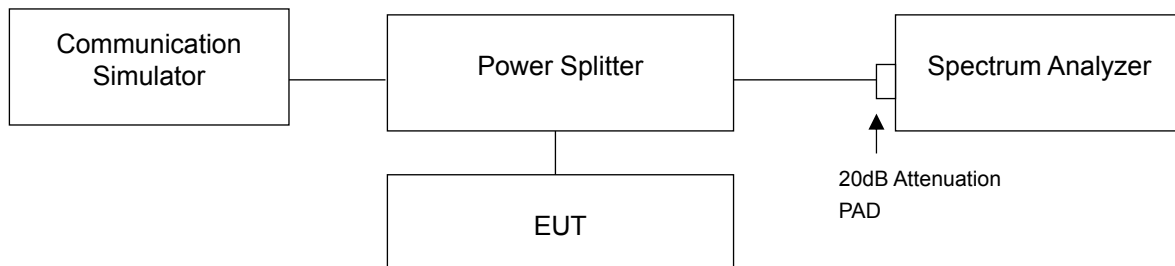 Communication
Simulator
Power Splitter
Spectrum Analyzer
20dB Attenuation
PAD
EUT